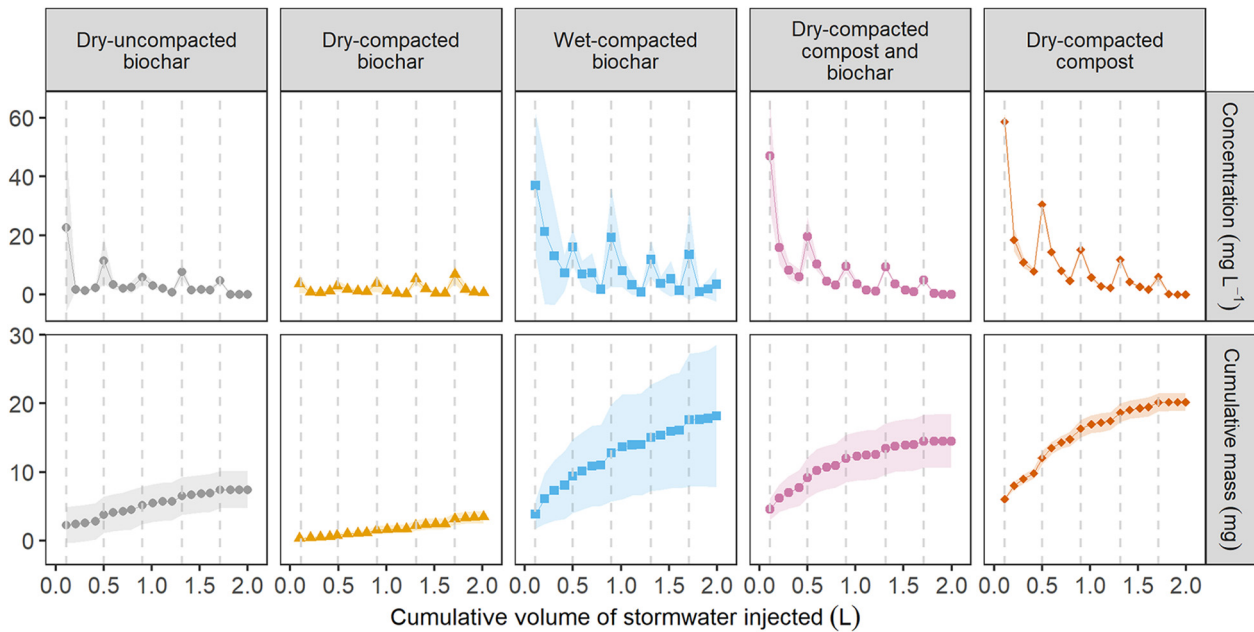 Dry-uncompacted
biochar
Dry-compacted
biochar
Wet-compacted
biochar
Dry-compacted
compost and
biochar
Dry-compacted
compost
60
40
20
0
Concentration (mg L⁻¹)
30
20
10
0
Cumulative mass (mg)
0.0 0.5 1.0 1.5 2.0 0.0 0.5 1.0 1.5 2.0 0.0 0.5 1.0 1.5 2.0 0.0 0.5 1.0 1.5 2.0 0.0 0.5 1.0 1.5 2.0
Cumulative volume of stormwater injected (L)